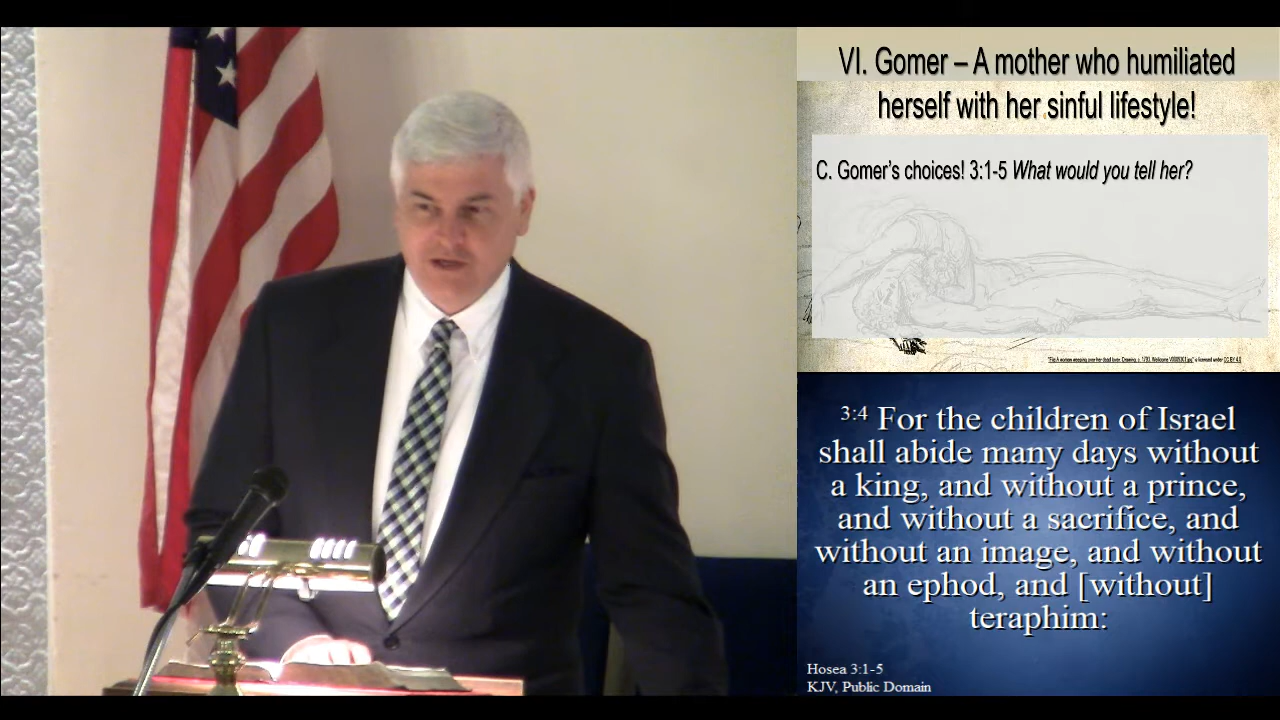 VI. Gomer – A mother who humiliated
herself with her sinful lifestyle!
C. Gomer's choices! 3:1-5 What would you tell her?
3:4 For the children of Israel
shall abide many days without
a king, and without a prince,
and without a sacrifice, and
without an image, and without
an ephod, and [without]
teraphim:
Hosea 3:1-5
KJV, Public Domain